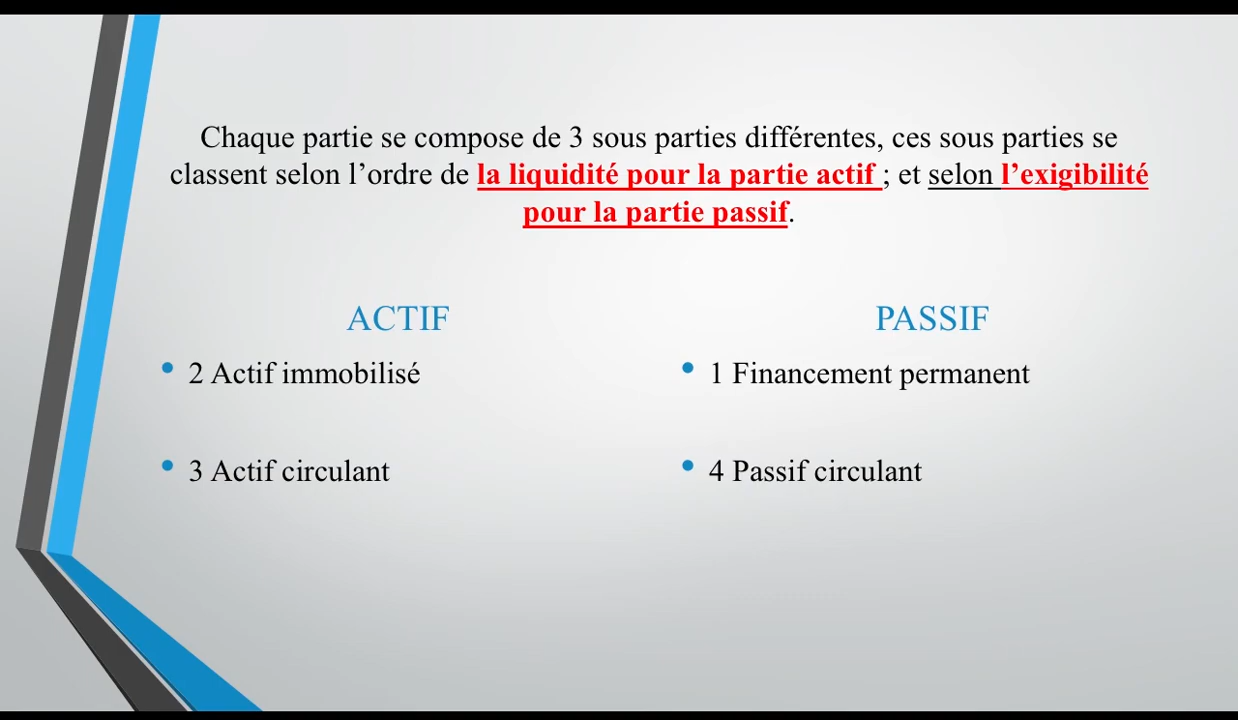 Chaque partie se compose de 3 sous parties différentes, ces sous parties se
classent selon l’ordre de la liquidité pour la partie actif ; et selon l’exigibilité
pour la partie passif.
ACTIF
• 2 Actif immobilisé
• 3 Actif circulant
PASSIF
• 1 Financement permanent
• 4 Passif circulant